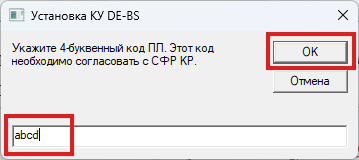 Установка КУ DE-BS
Укажите 4-буквенный код ПЛ. Этот код
необходимо согласовать с СФР КР.
OK
Отмена
abcd